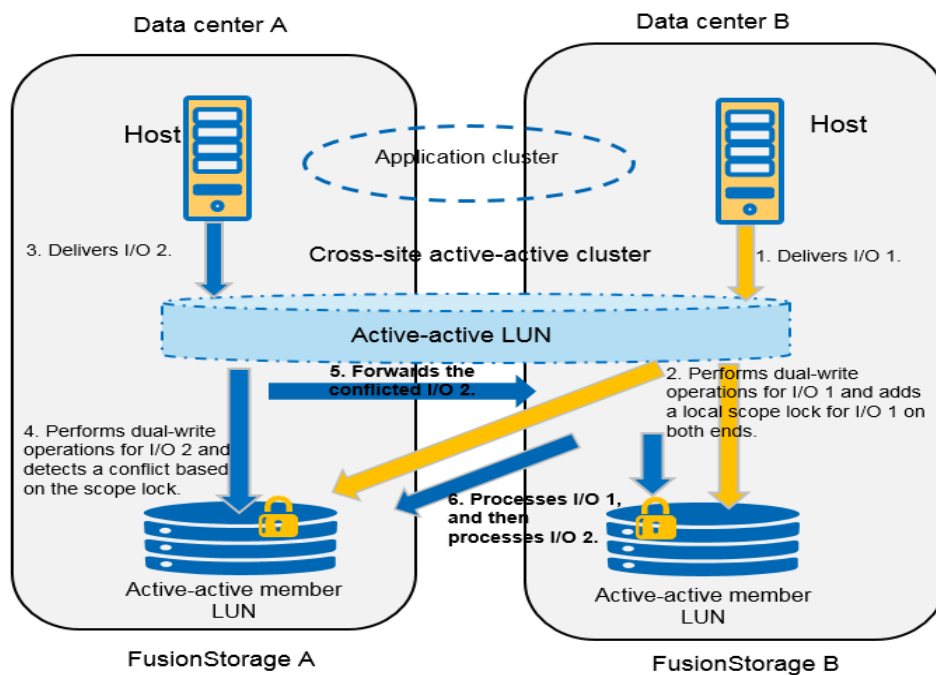 Data center A
Data center B
Host
Host
Application cluster
3. Delivers I/O 2.
Cross-site active-active cluster
1. Delivers I/O 1.
Active-active LUN
5. Forwards the
conflicted I/O 2.
2. Performs dual-write
operations for I/O 1 and adds
a local scope lock for I/O 1 on
both ends.
4. Performs dual-write
operations for I/O 2 and
detects a conflict based
on the scope lock.
6. Processes I/O 1,
and then
processes I/O 2.
Active-active member
LUN
Active-active member
LUN
FusionStorage A
FusionStorage B